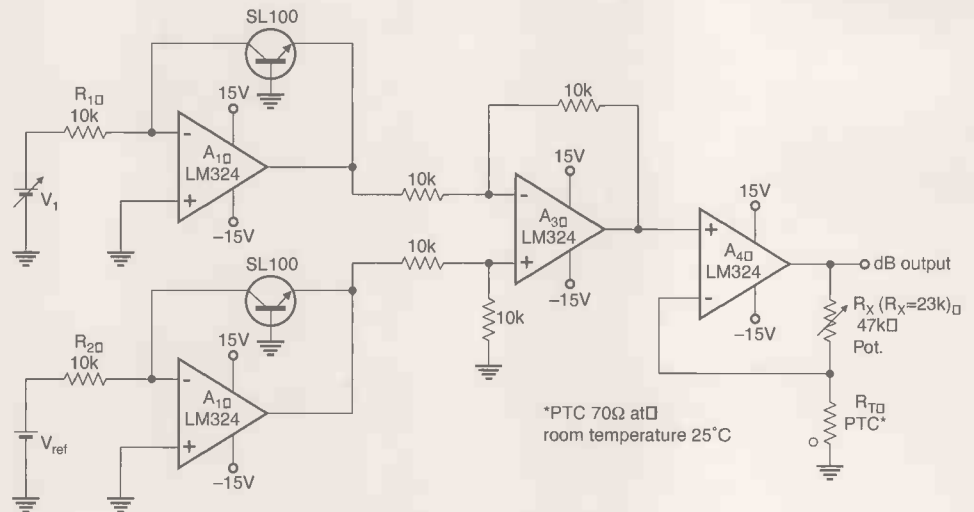 SL100
R1□
10k
15V
-
A1□
LM324
+
–15V
V1
10k
10k
15V
-
A3□
LM324
+
–15V
10k
10k
15V
+
A4□
LM324
-
–15V
dB output
RX (RX=23k)□
47k□
Pot.
RT□
PTC*
SL100
R2□
10k
15V
-
A1□
LM324
+
–15V
Vref
*PTC 70Ω at□
room temperature 25°C